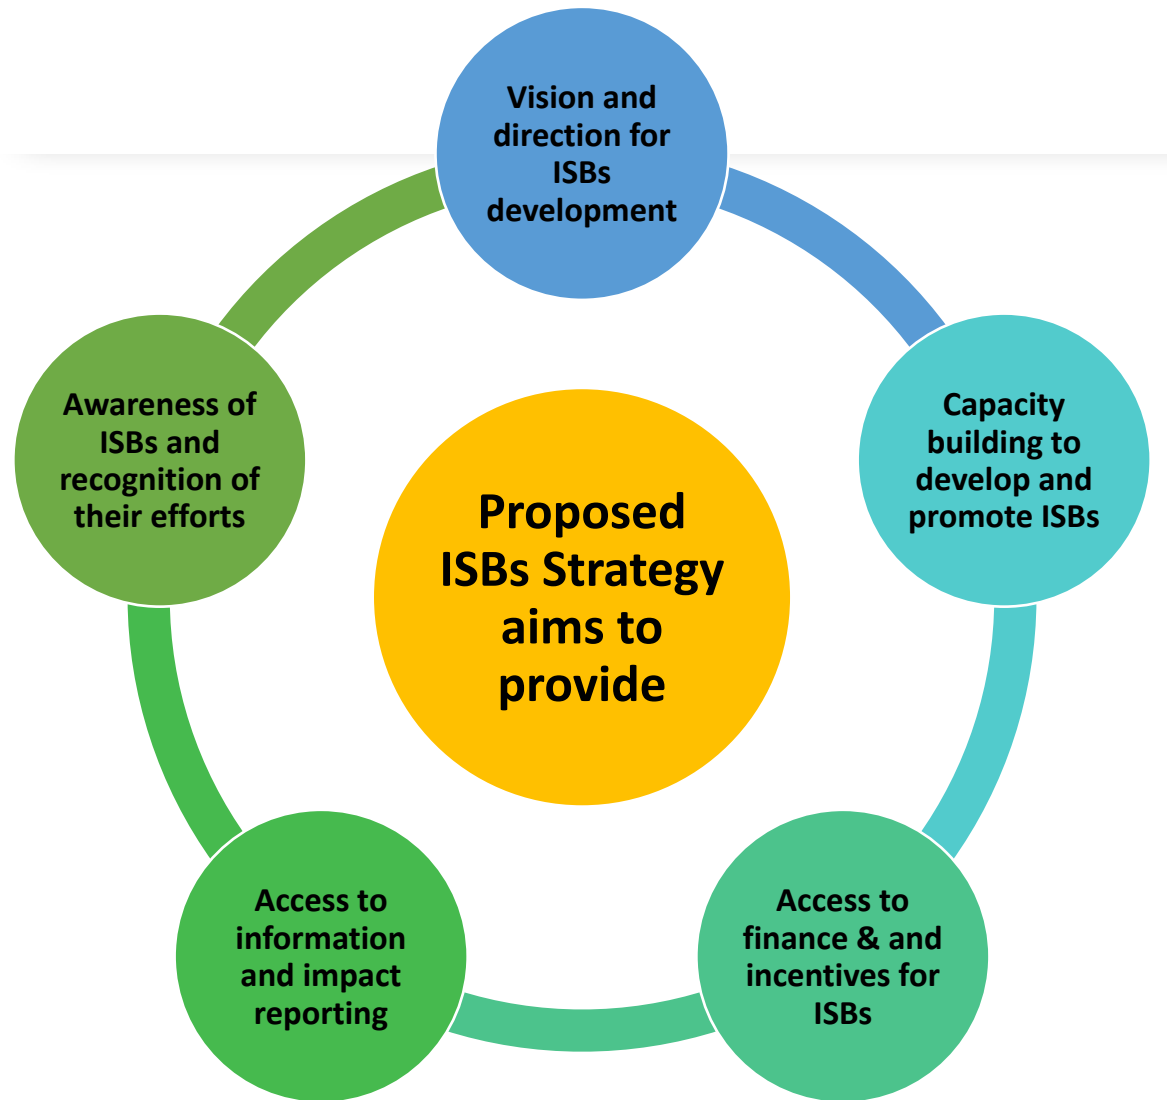 Vision and
direction for
ISBs
development
Capacity
building to
develop and
promote ISBs
Access to
finance & and
incentives for
ISBs
Access to
information
and impact
reporting
Awareness of
ISBs and
recognition of
their efforts
Proposed
ISBs Strategy
aims to
provide